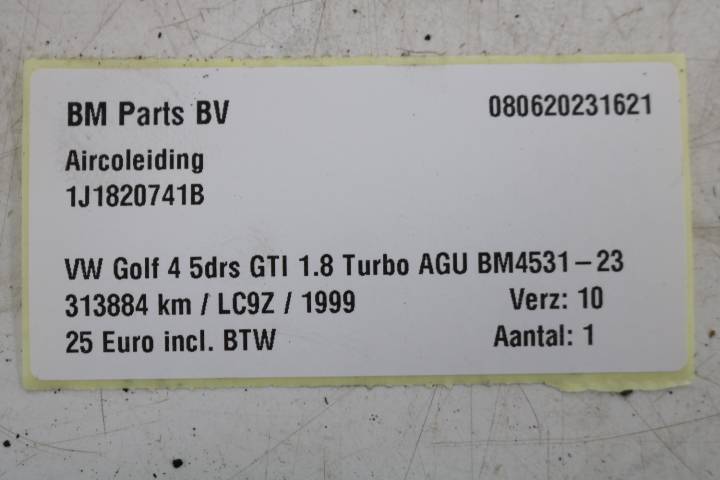 BM Parts BV 080620231621
Aircoleiding
1J1820741B
VW Golf 4 5drs GTI 1.8 Turbo AGU BM4531-23
313884 km / LC9Z / 1999 Verz: 10
25 Euro incl. BTW Aantal: 1